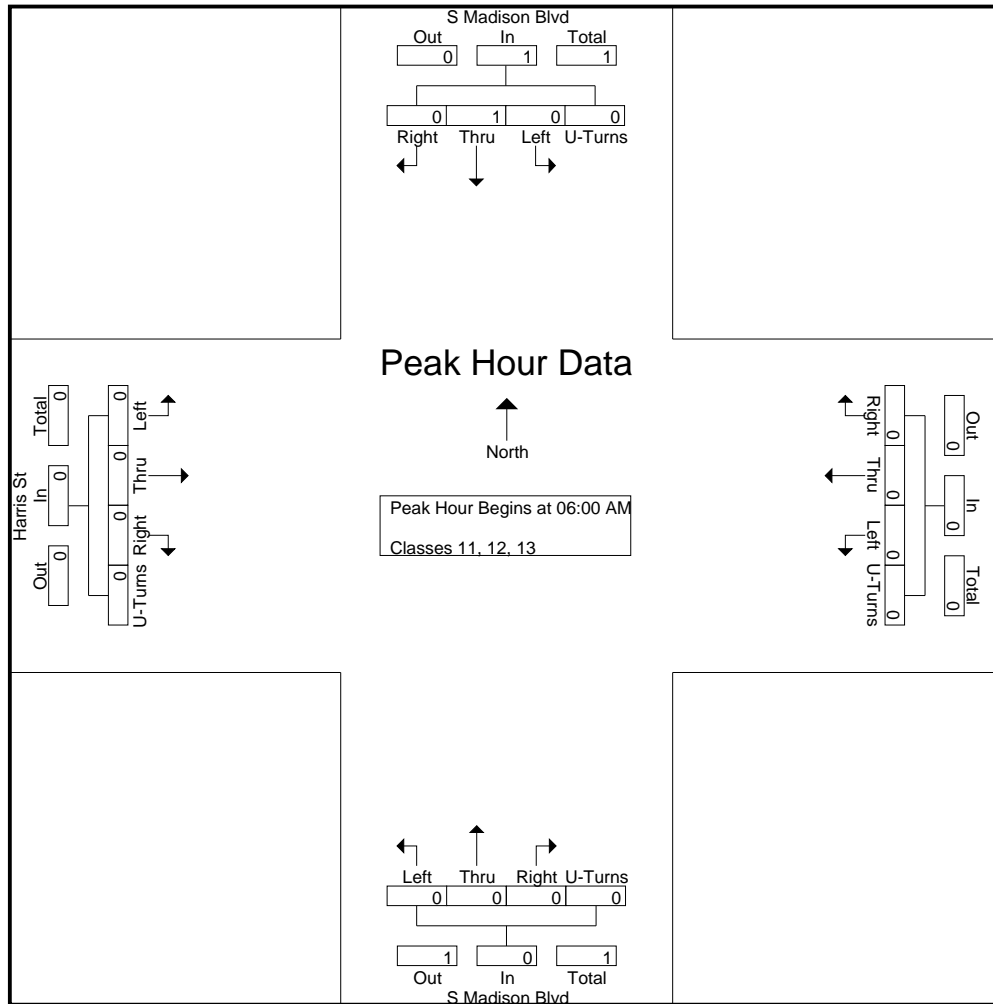 S Madison Blvd
Out In Total
0 1 1
0 1 0 0
Right Thru Left U-Turns
Peak Hour Data
North
Peak Hour Begins at 06:00 AM
Classes 11, 12, 13
Harris St
Total In Out
0 0 0
0 0 0 0
Left Thru Right U-Turns
Right Thru Left U-Turns
0 0 0 0
Out In Total
0 0 0
Left Thru Right U-Turns
0 0 0 0
1 0 1
Out In Total
S Madison Blvd